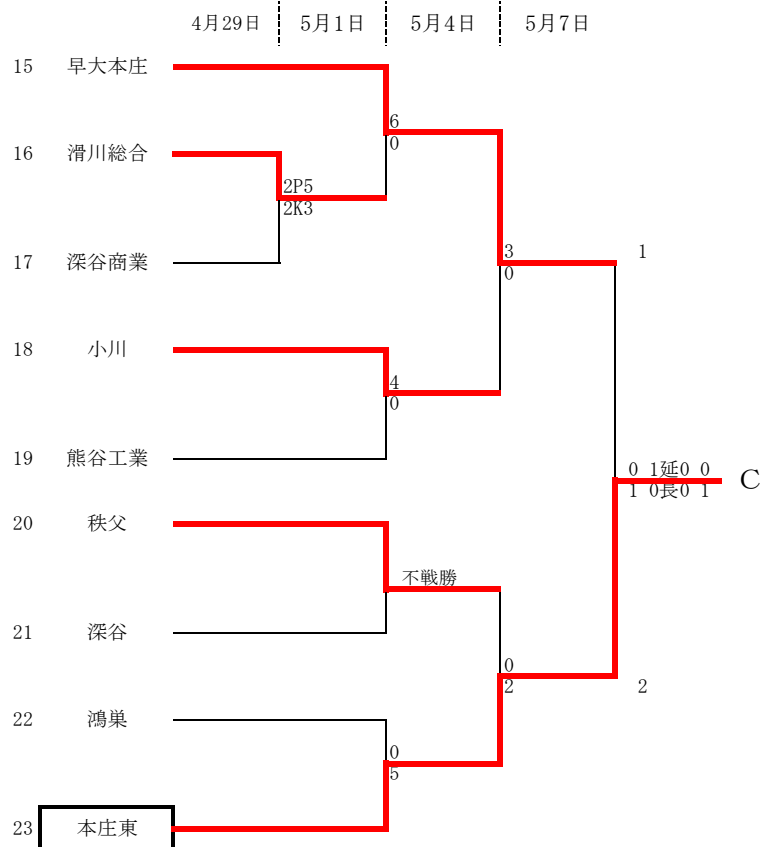 4月29日 5月1日 5月4日 5月7日
15 早大本庄
6
0
16 滑川総合
2P5
2K3
17 深谷商業
3 1
0
18 小川
4
0
19 熊谷工業
0 1延0 0
1 0長0 1
C
20 秩父
不戦勝
21 深谷
0
2 2
22 鴻巣
0
5
23 本庄東